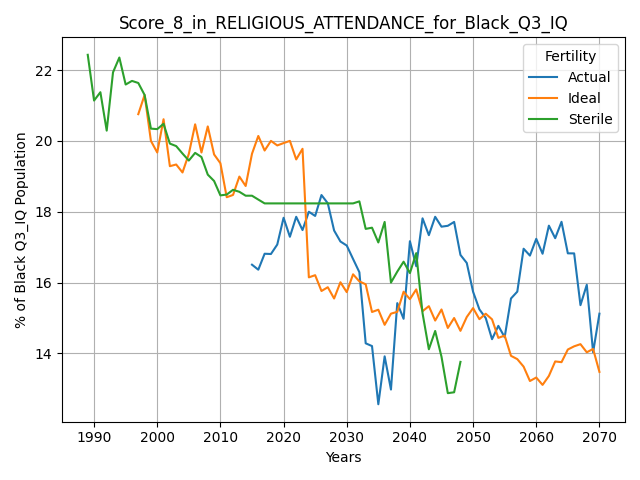 Score_8_in_RELIGIOUS_ATTENDANCE_for_Black_Q3_IQ
Fertility
Actual
Ideal
Sterile
% of Black Q3_IQ Population
22
20
18
16
14
1990 2000 2010 2020 2030 2040 2050 2060 2070
Years